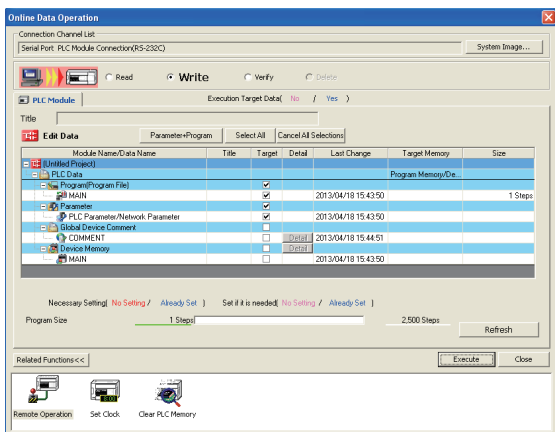 Online Data Operation
Connection Channel List
Serial Port PLC Module Connection(RS-232C)
System Image...
Read
Write
Verify
Delete
PLC Module
Execution Target Data( No / Yes )
Title
Edit Data
Parameter+Program
Select All
Cancel All Selections
Module Name/Data Name Title Target Detail Last Change Target Memory Size
(Untitled Project)
PLC Data Program Memory/De...
Program(Program File)
MAIN 2013/04/18 15:43:50 1 Steps
Parameter
PLC Parameter/Network Parameter 2013/04/18 15:43:50
Global Device Comment
COMMENT Detail 2013/04/18 15:44:51
Device Memory Detail
MAIN 2013/04/18 15:43:50
Necessary Setting( No Setting / Already Set ) Set if it is needed( No Setting / Already Set )
Program Size 1 Steps 2,500 Steps
Refresh
Related Functions<<
Execute
Close
Remote Operation
Set Clock
Clear PLC Memory